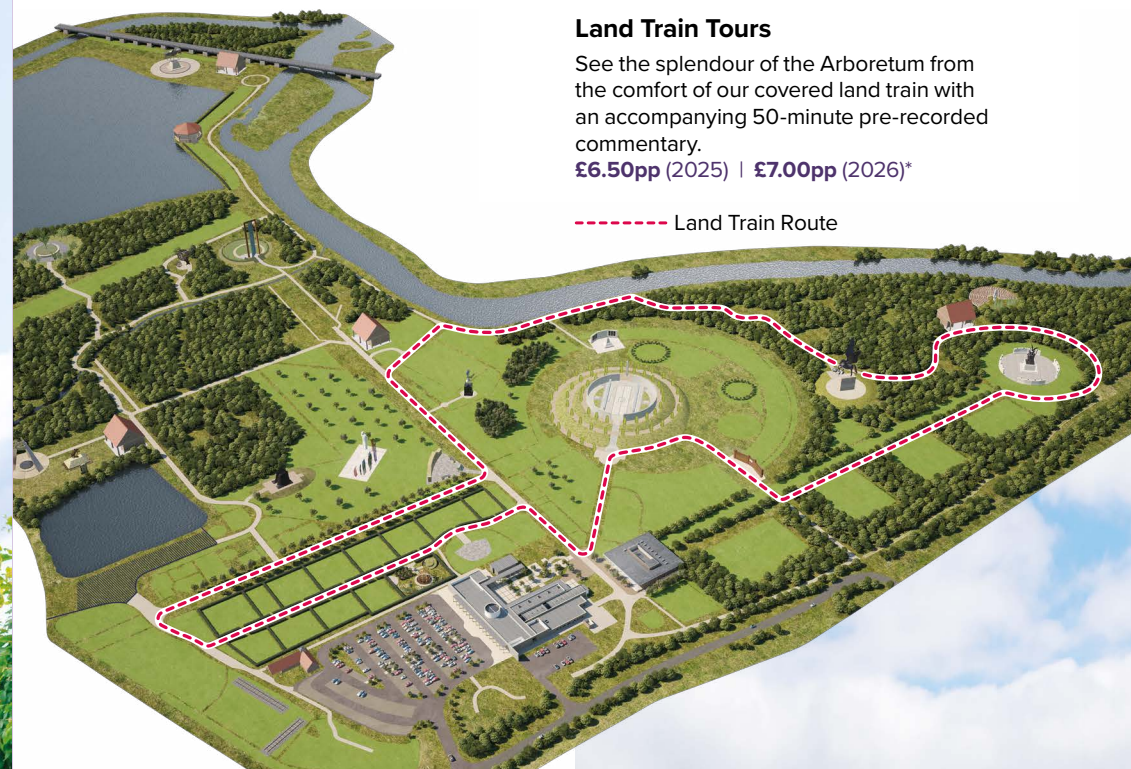 Land Train Tours
See the splendour of the Arboretum from
the comfort of our covered land train with
an accompanying 50-minute pre-recorded
commentary.
£6.50pp (2025) | £7.00pp (2026)*
Land Train Route